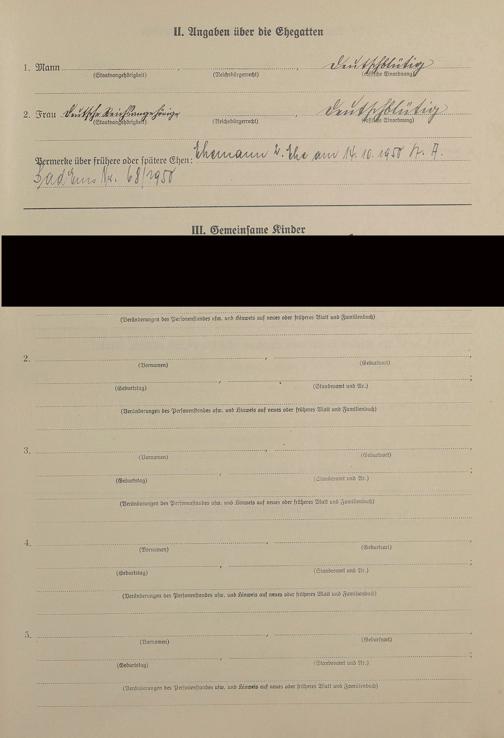 II. Angaben über die Ehegatten
1. Mann , , Deutschblütig
(Staatsangehörigkeit) (Reichsbürgerrecht) (rassische Einordnung)
2. Frau Deutsche Reichsangehörige , Deutschblütig
(Staatsangehörigkeit) (Reichsbürgerrecht) (rassische Einordnung)
Vermerke über frühere oder spätere Ehen: Ehemann 2. Ehe am 14.10.1950 St. A.
Bad Ems Nr. 68/1950
III. Gemeinsame Kinder
(Veränderungen des Personenstandes usw. und Hinweis auf neues oder früheres Blatt und Familienbuch)
2. , ;
(Vornamen) (Geburtsort)
, ;
(Geburtstag) (Standesamt und Nr.)
(Veränderungen des Personenstandes usw. und Hinweis auf neues oder früheres Blatt und Familienbuch)
3. , ;
(Vornamen) (Geburtsort)
, ;
(Geburtstag) (Standesamt und Nr.)
(Veränderungen des Personenstandes usw. und Hinweis auf neues oder früheres Blatt und Familienbuch)
4. , ;
(Vornamen) (Geburtsort)
, ;
(Geburtstag) (Standesamt und Nr.)
(Veränderungen des Personenstandes usw. und Hinweis auf neues oder früheres Blatt und Familienbuch)
5. , ;
(Vornamen) (Geburtsort)
, ;
(Geburtstag) (Standesamt und Nr.)
(Veränderungen des Personenstandes usw. und Hinweis auf neues oder früheres Blatt und Familienbuch)